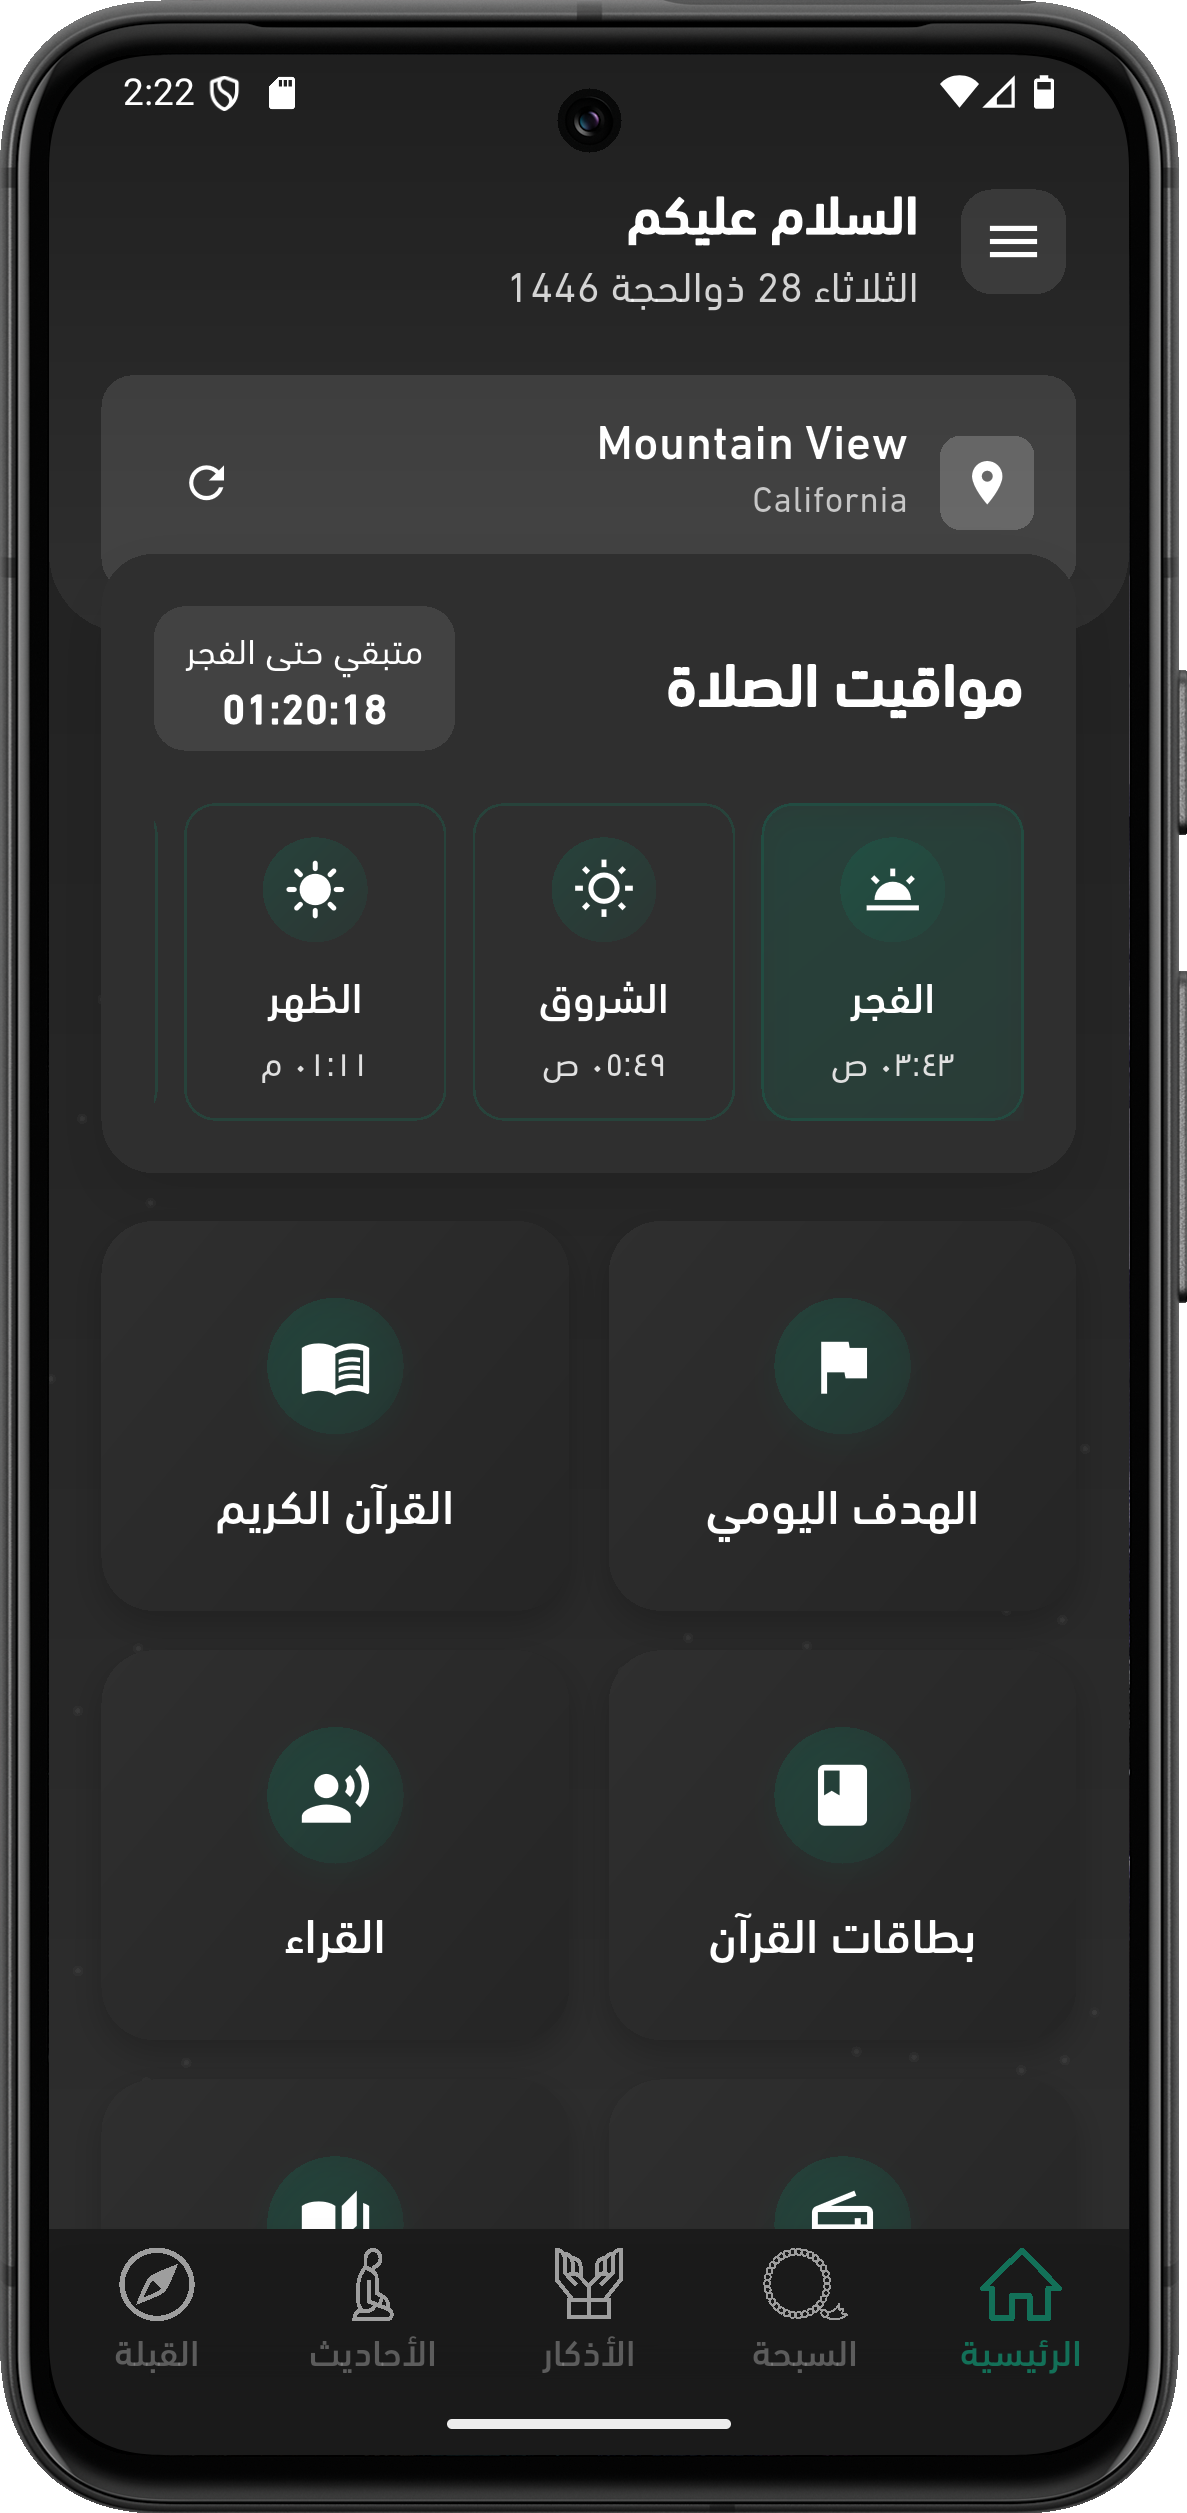 2:22
السلام عليكم
الثلاثاء 28 ذوالحجة 1446
Mountain View
California
مواقيت الصلاة
متبقي حتى الفجر
01:20:18
الفجر
٠٣:٤٣ ص
الشروق
٠٥:٤٩ ص
الظهر
٠١:١١ م
الهدف اليومي
القرآن الكريم
بطاقات القرآن
القراء
الرئيسية
السبحة
الأذكار
الأحاديث
القبلة